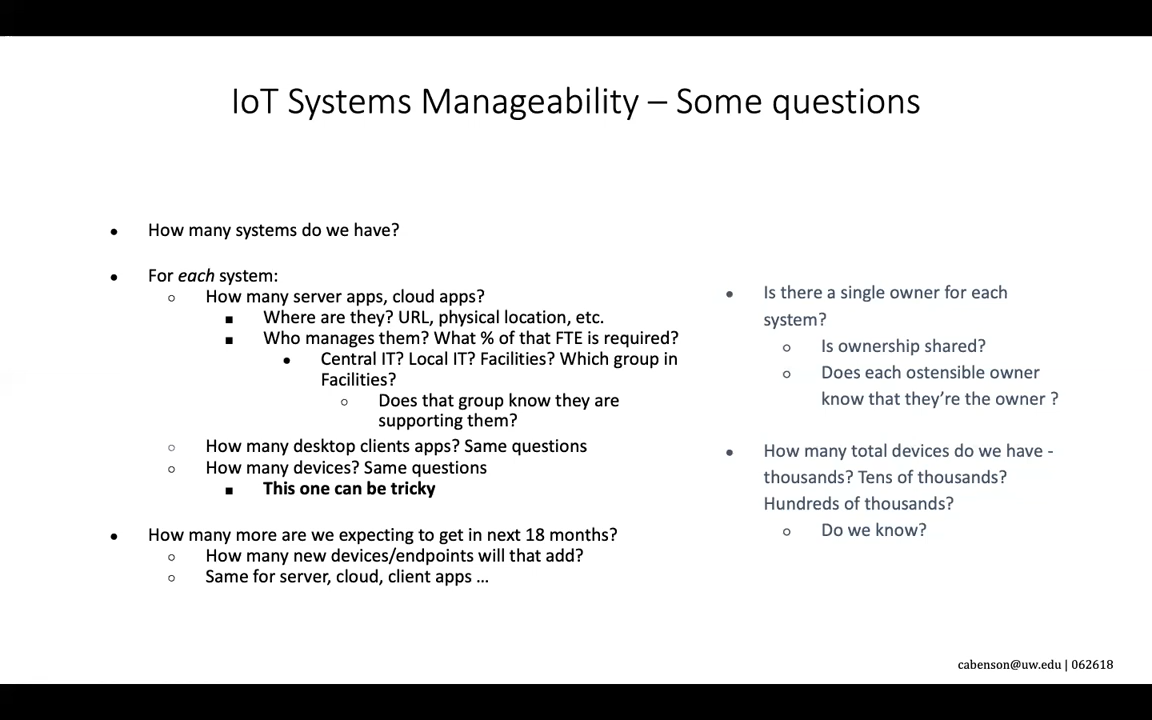 IoT Systems Manageability – Some questions
• How many systems do we have?
• For each system:
○ How many server apps, cloud apps?
■ Where are they? URL, physical location, etc.
■ Who manages them? What % of that FTE is required?
• Central IT? Local IT? Facilities? Which group in
Facilities?
○ Does that group know they are
supporting them?
○ How many desktop clients apps? Same questions
○ How many devices? Same questions
■ This one can be tricky
• How many more are we expecting to get in next 18 months?
○ How many new devices/endpoints will that add?
○ Same for server, cloud, client apps ...
• Is there a single owner for each
system?
○ Is ownership shared?
○ Does each ostensible owner
know that they're the owner ?
• How many total devices do we have -
thousands? Tens of thousands?
Hundreds of thousands?
○ Do we know?
cabenson@uw.edu | 062618